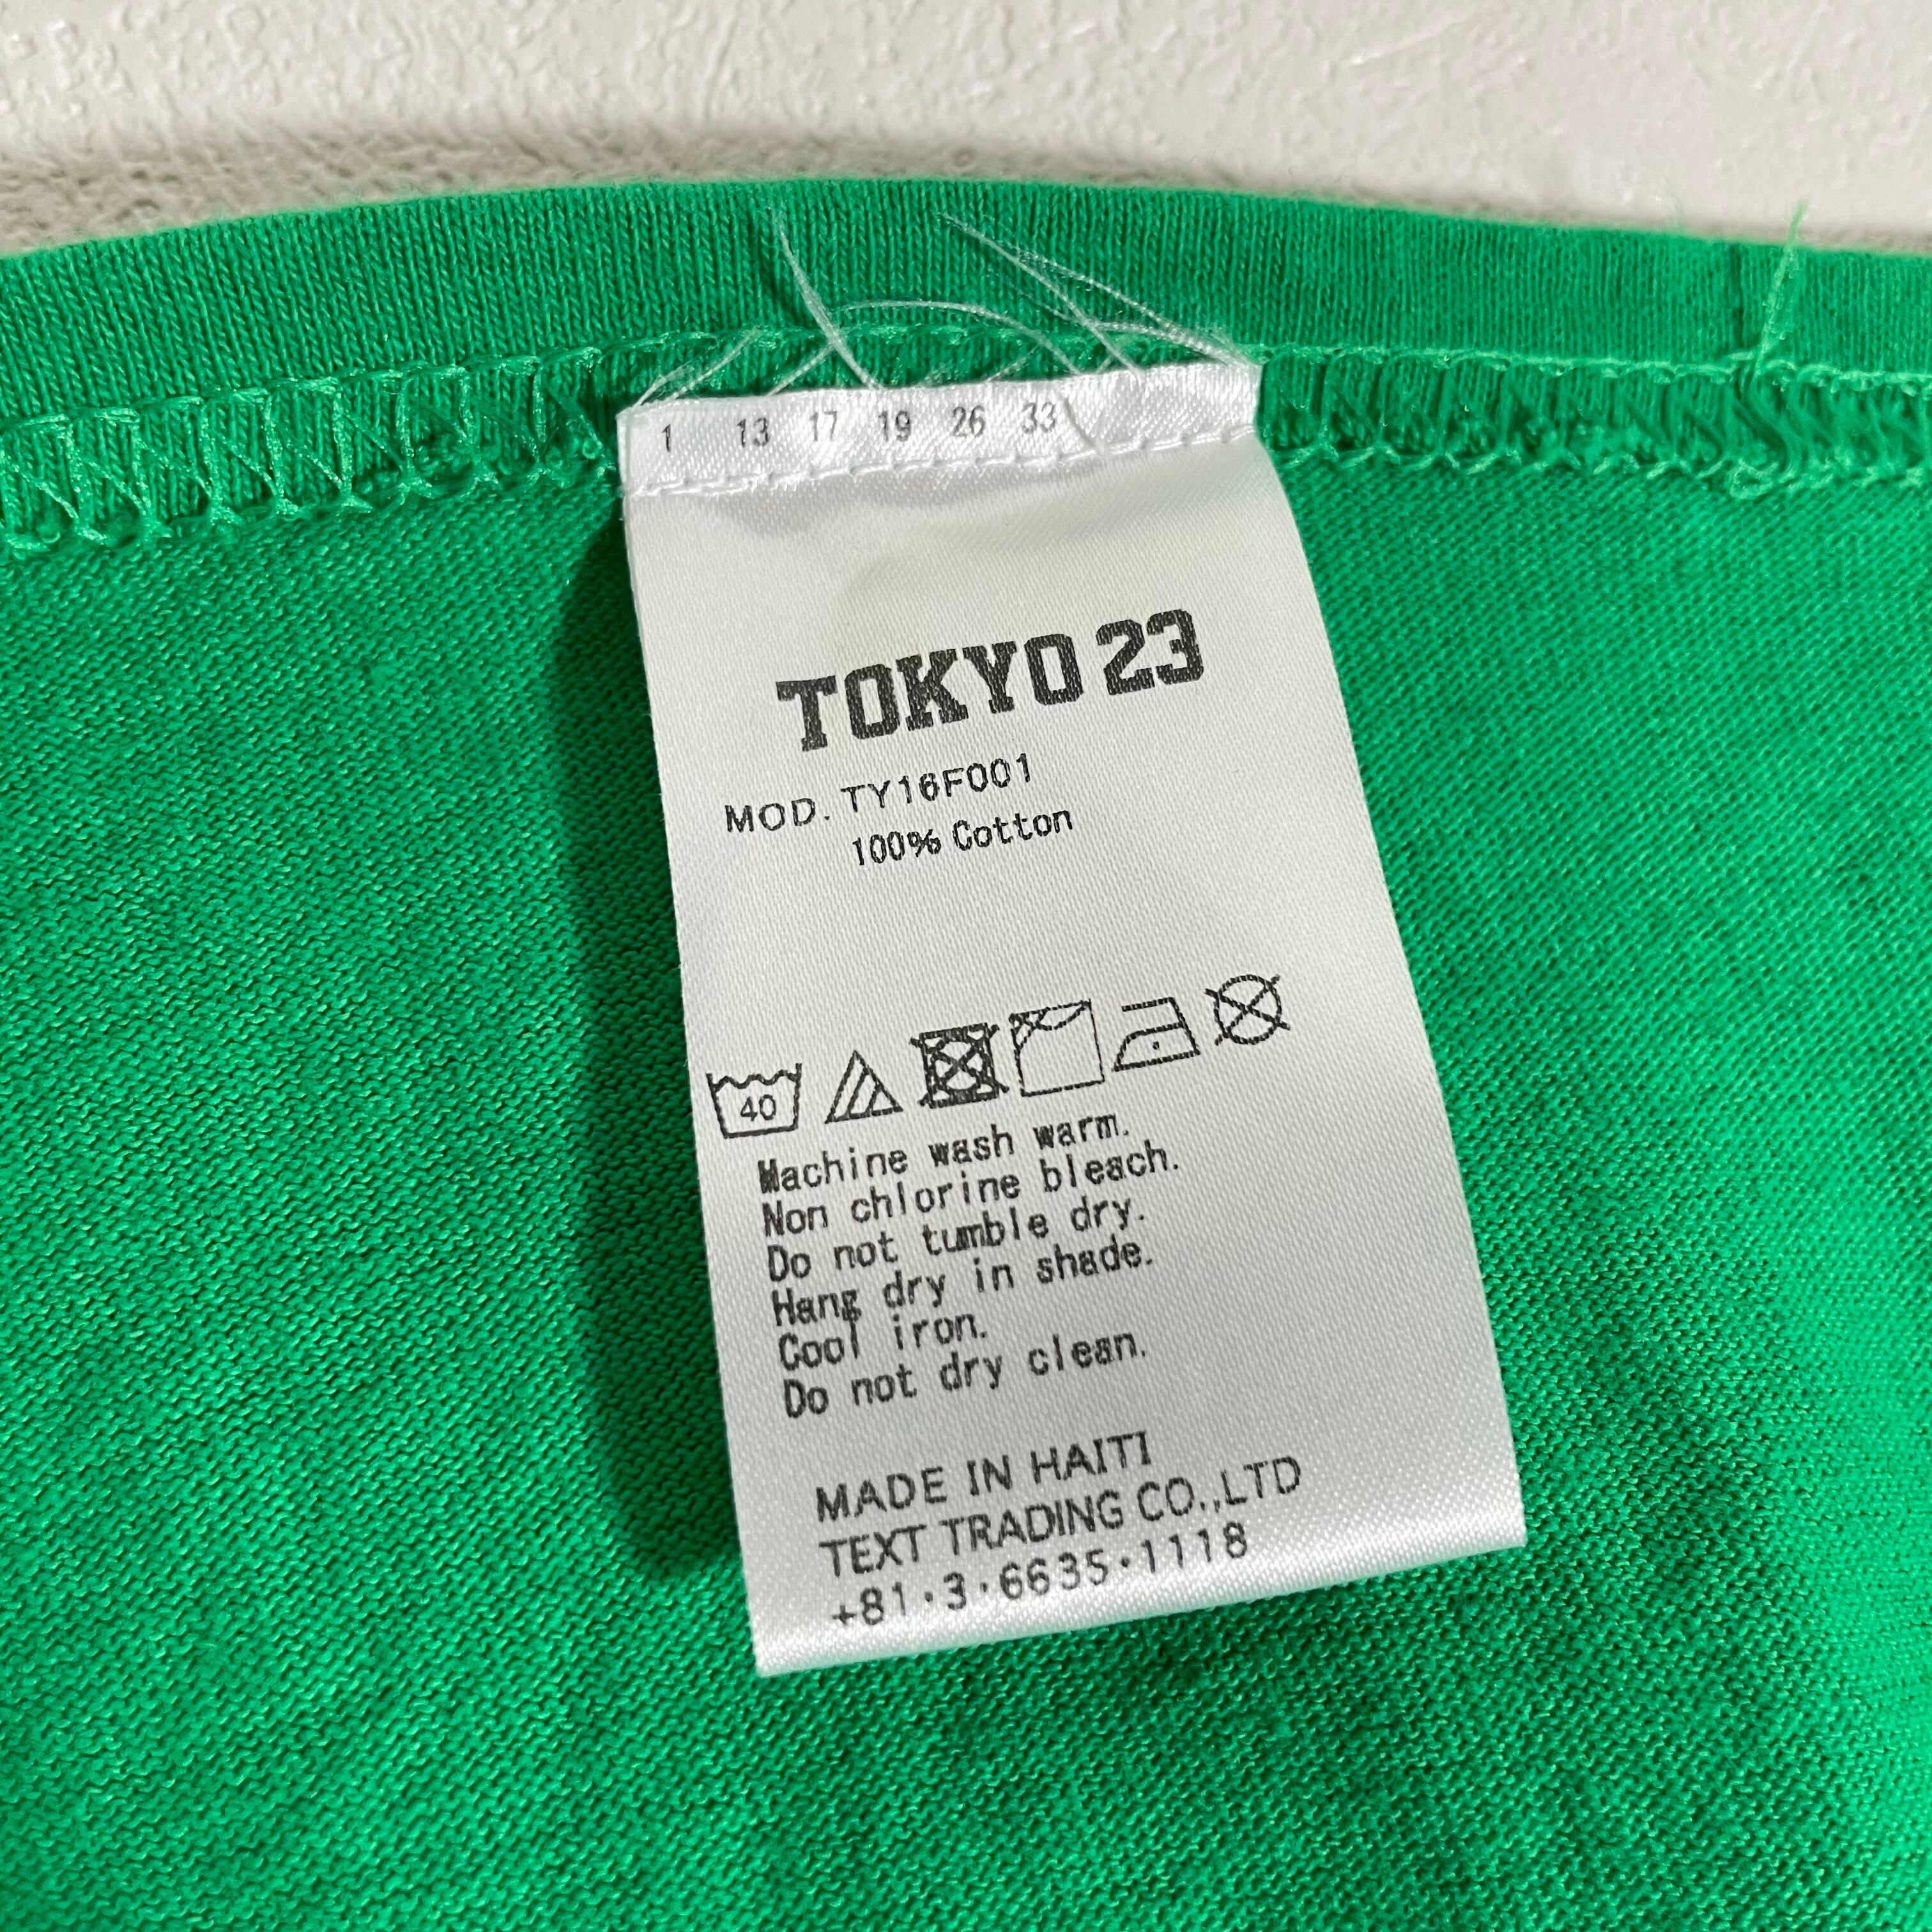 1 13 17 19 26 33
TOKYO 23
MOD. TY16F001
100% Cotton
40
Machine wash warm.
Non chlorine bleach.
Do not tumble dry.
Hang dry in shade.
Cool iron.
Do not dry clean.
MADE IN HAITI
TEXT TRADING CO.,LTD
+81・3・6635・1118